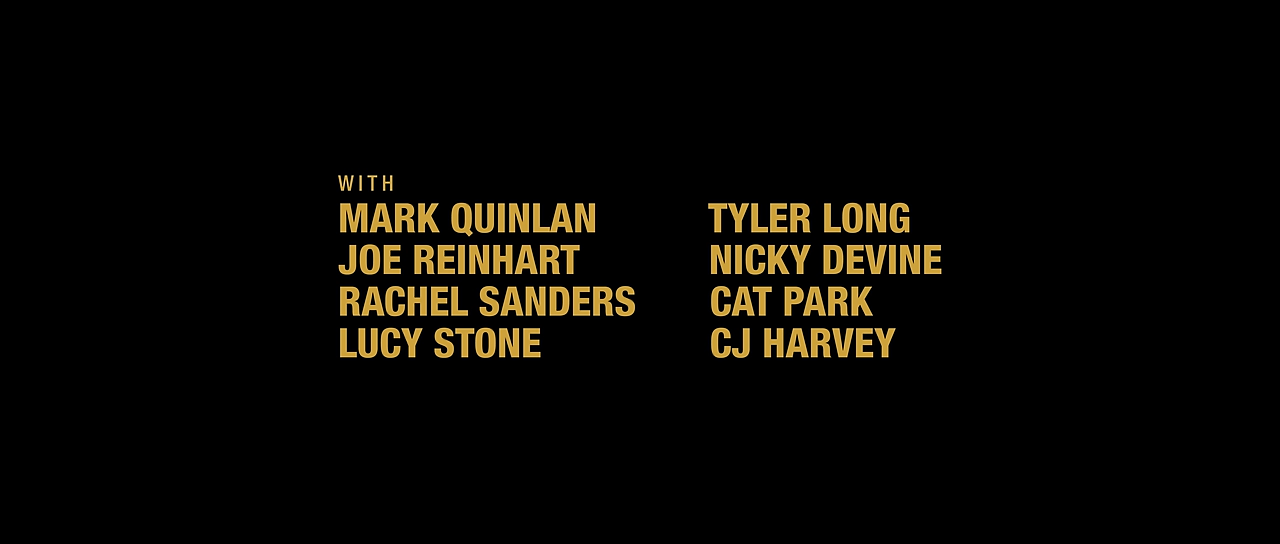 WITH
MARK QUINLAN
JOE REINHART
RACHEL SANDERS
LUCY STONE
TYLER LONG
NICKY DEVINE
CAT PARK
CJ HARVEY